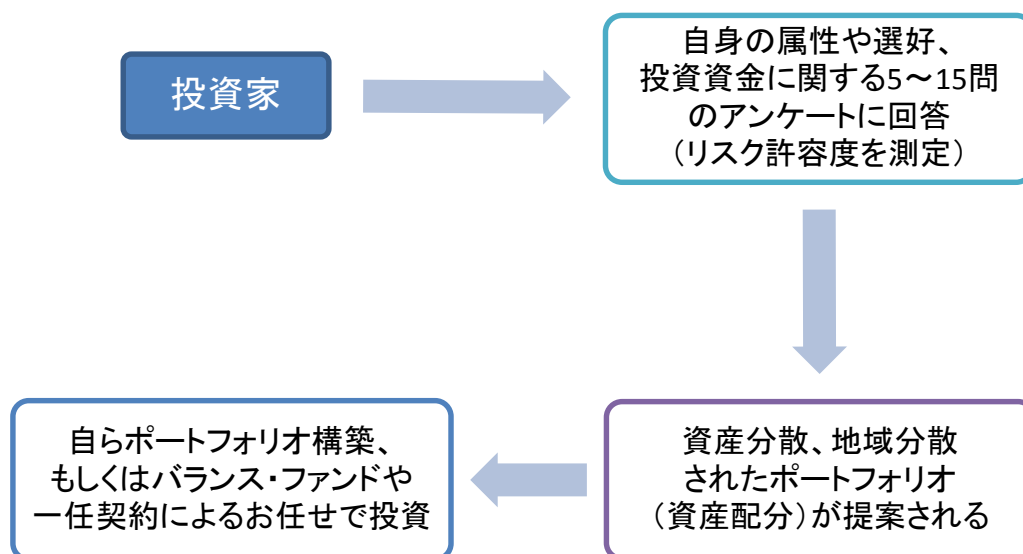 投資家
自身の属性や選好、
投資資金に関する5～15問
のアンケートに回答
（リスク許容度を測定）
資産分散、地域分散
されたポートフォリオ
（資産配分）が提案される
自らポートフォリオ構築、
もしくはバランス・ファンドや
一任契約によるお任せで投資